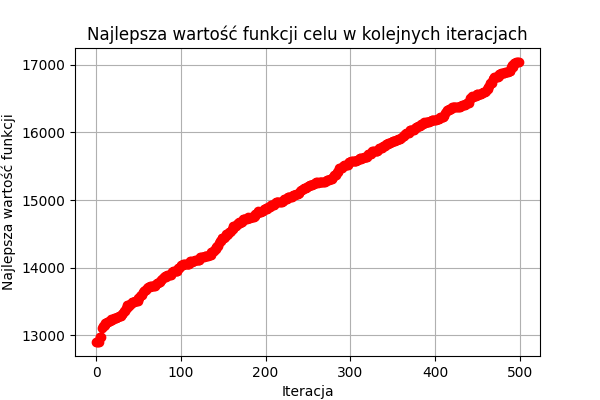 Najlepsza wartość funkcji celu w kolejnych iteracjach
17000
16000
15000
14000
13000
Najlepsza wartość funkcji
0 100 200 300 400 500
Iteracja